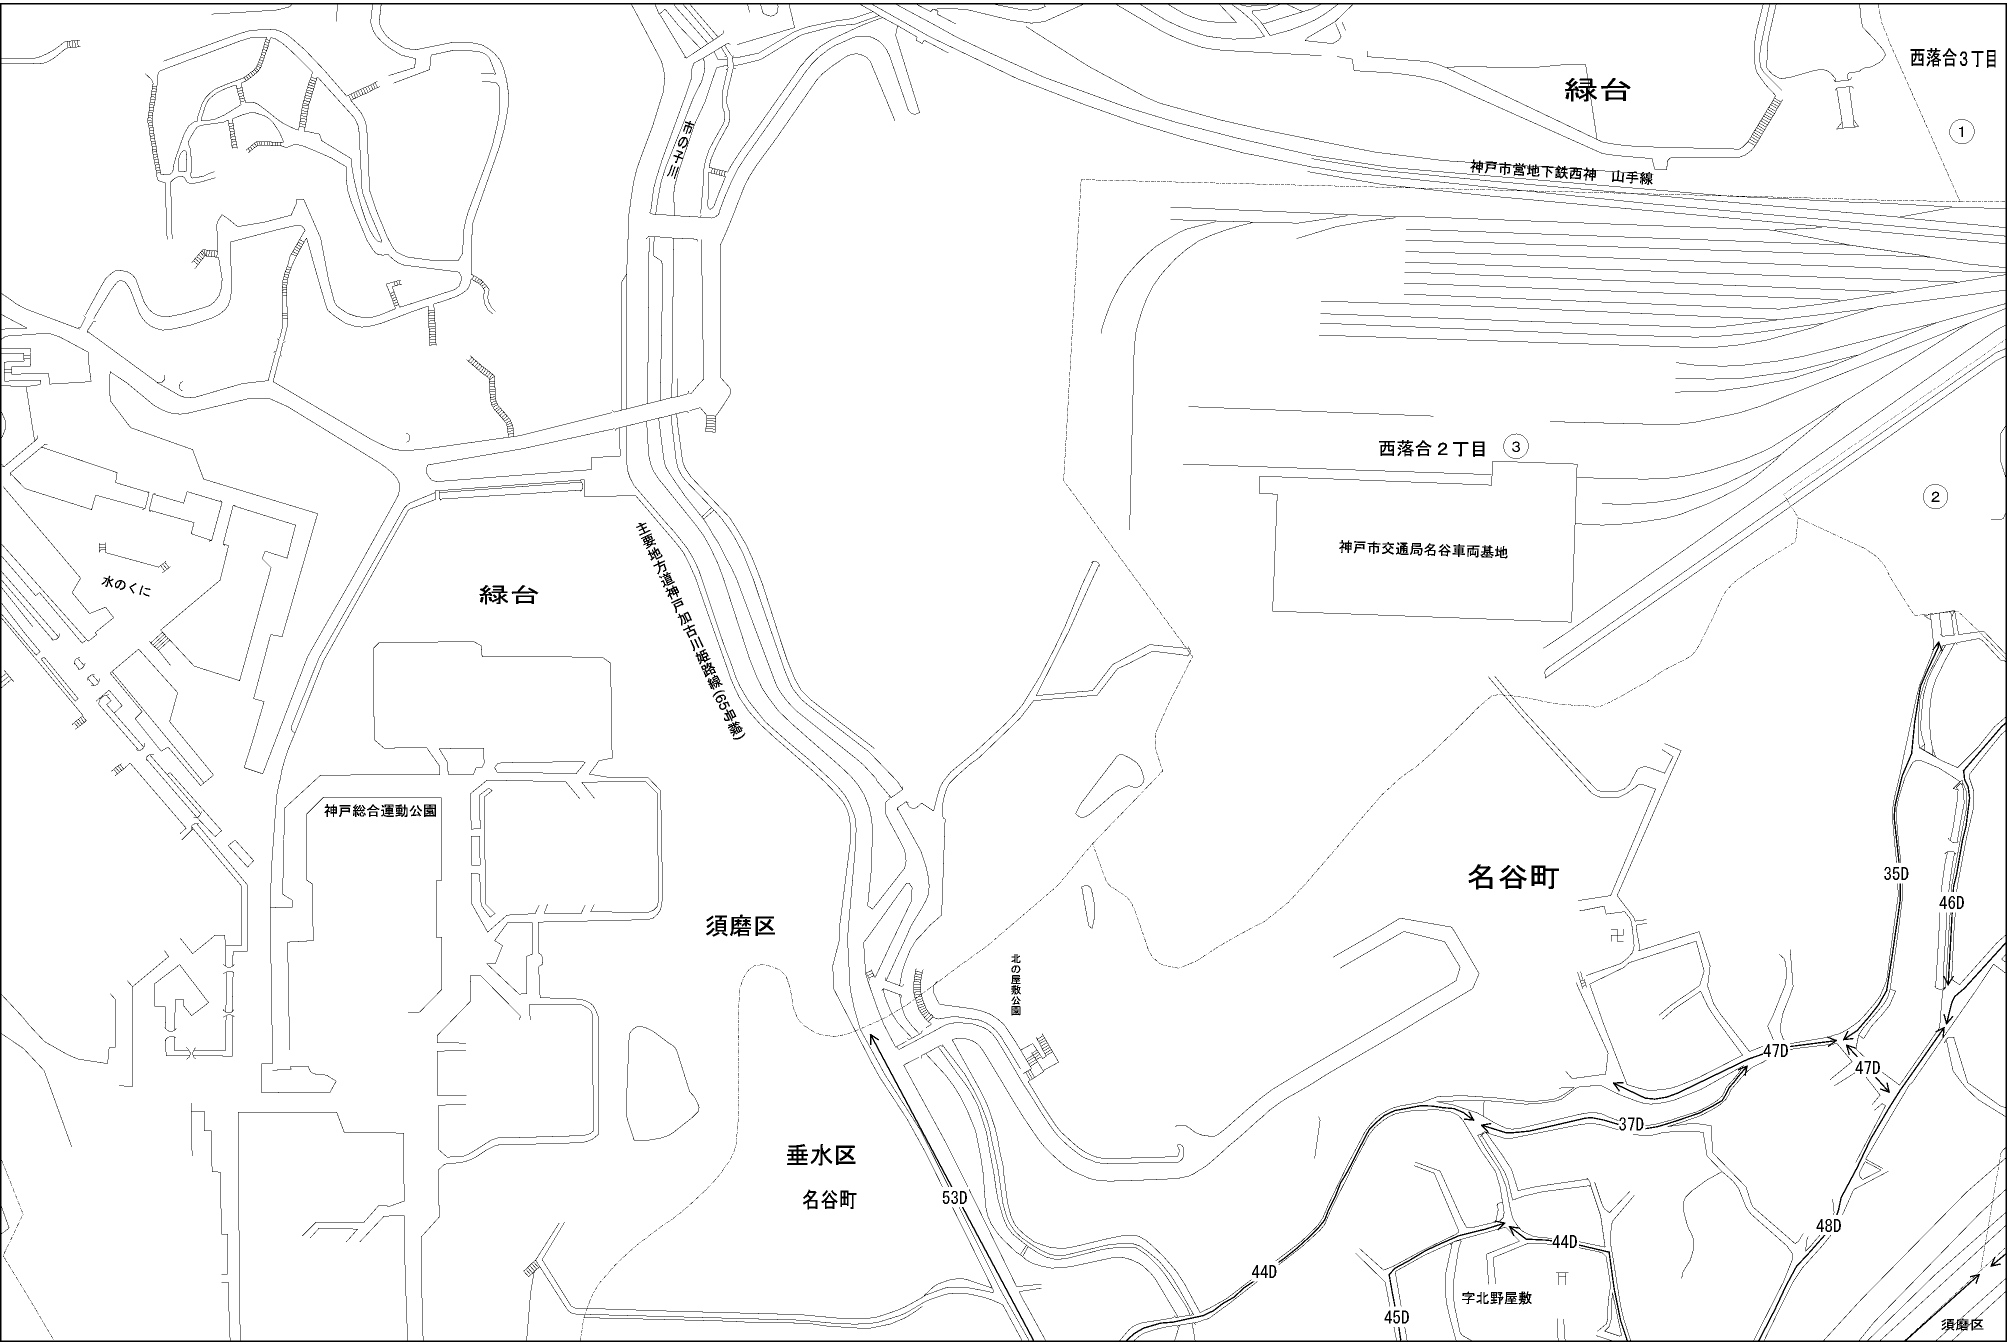 西落合3丁目
緑台
1
神戸市営地下鉄西神　山手線
西落合2丁目
3
2
神戸市交通局名谷車両基地
水のくに
緑台
主要地方道神戸加古川姫路線(65号線)
神戸総合運動公園
名谷町
35D
46D
須磨区
北の屋敷公園
47D
47D
37D
垂水区
名谷町
53D
48D
44D
44D
字北野屋敷
45D
須磨区